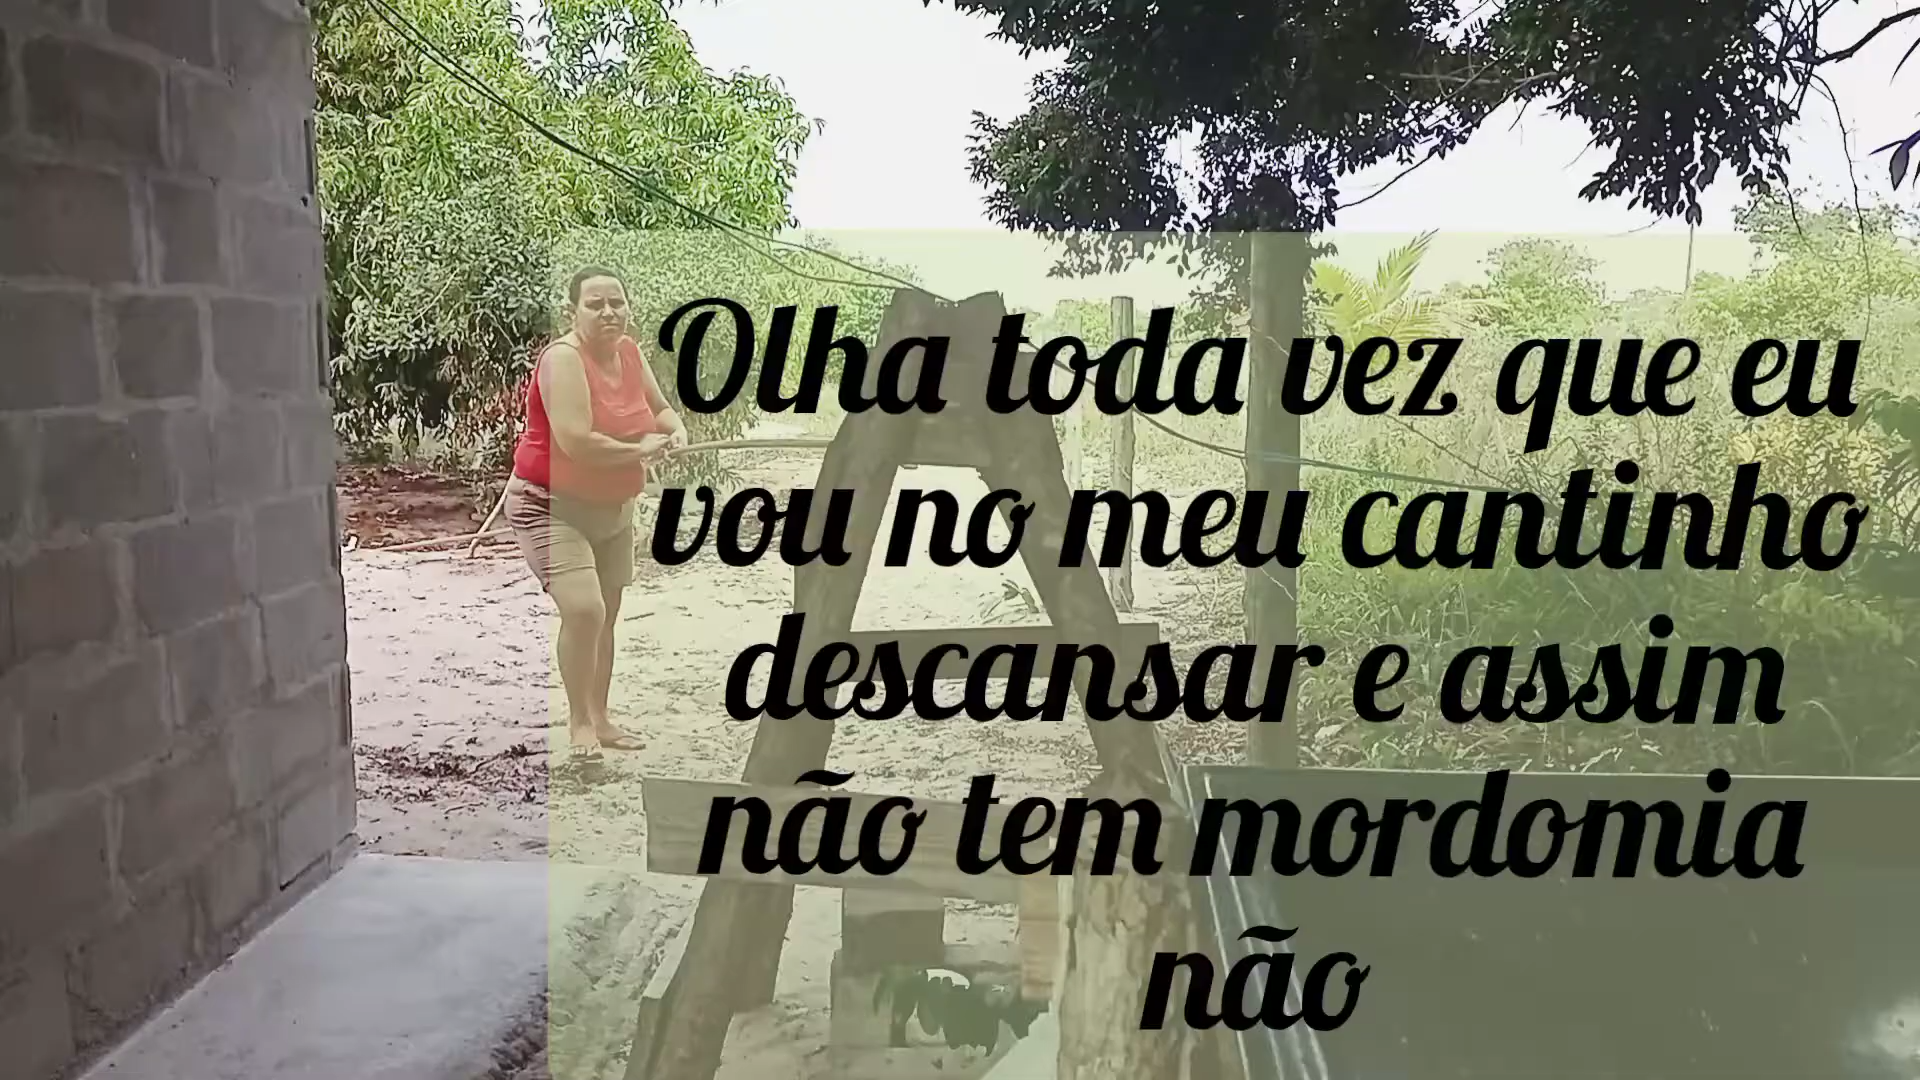 Olha toda vez que eu
vou no meu cantinho
descansar e assim
não tem mordomia
não